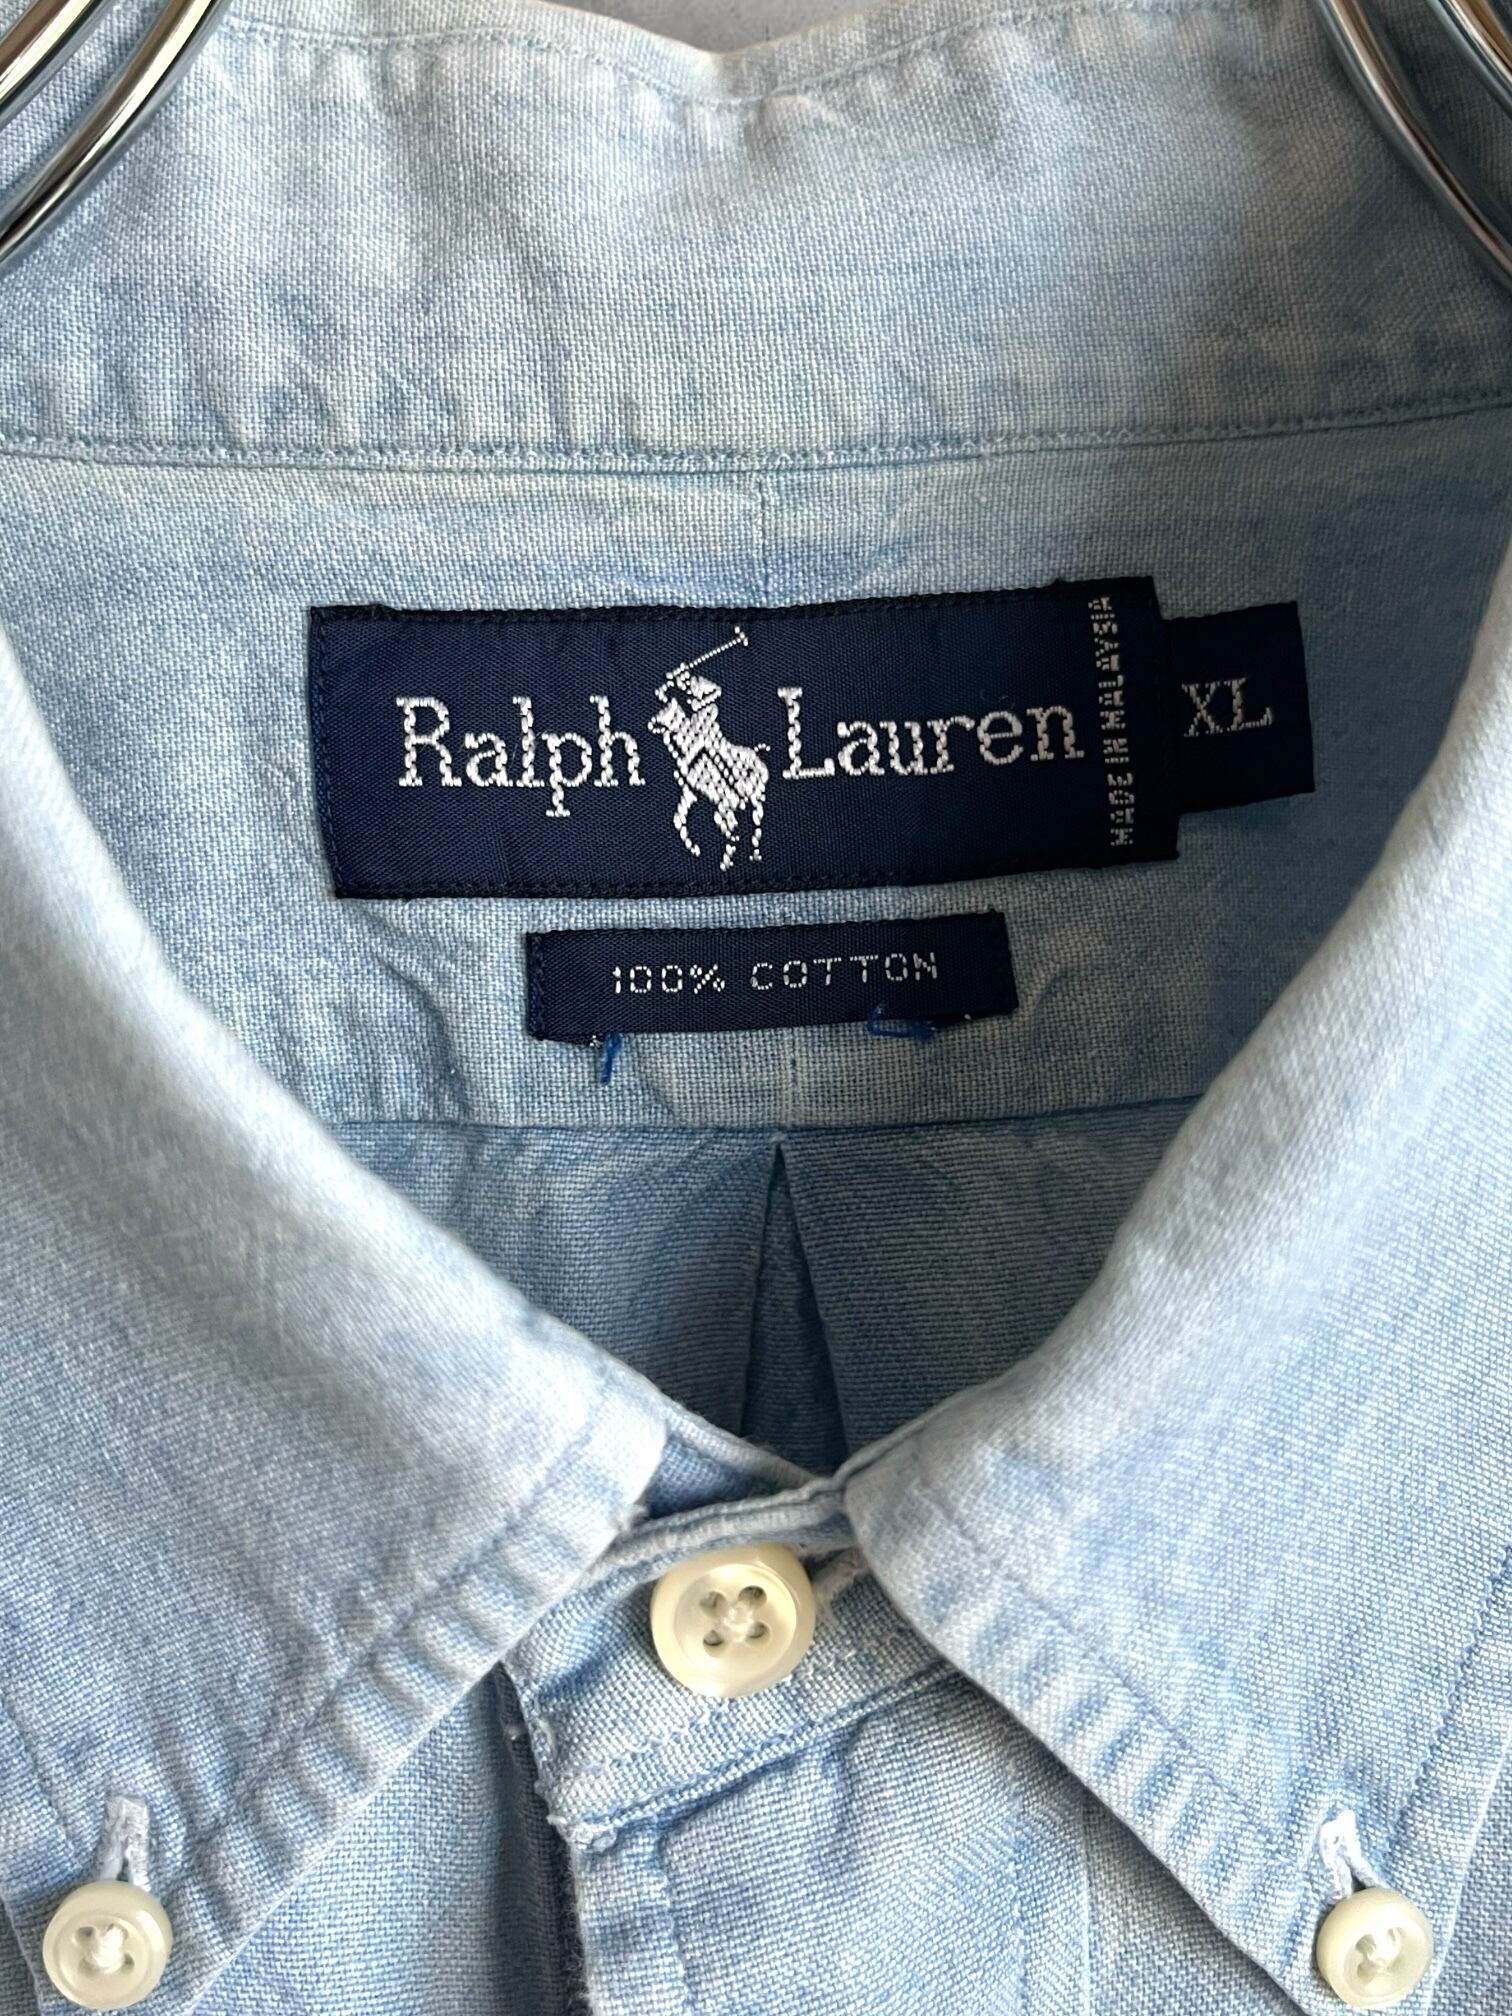 Ralph Lauren
MADE IN MALAYSIA
XL
100% COTTON